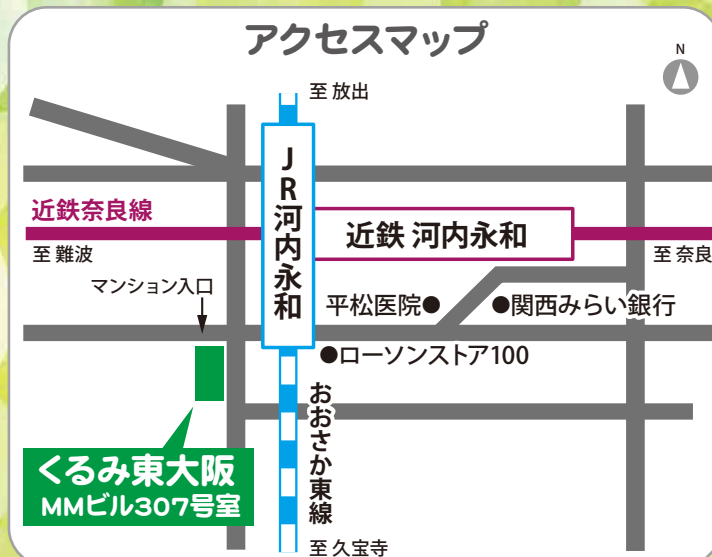 アクセスマップ
N
至 放出
JR河内永和
近鉄奈良線
近鉄 河内永和
至 難波
至 奈良
マンション入口
平松医院●
●関西みらい銀行
●ローソンストア100
おおさか東線
くるみ東大阪
MMビル307号室
至 久宝寺